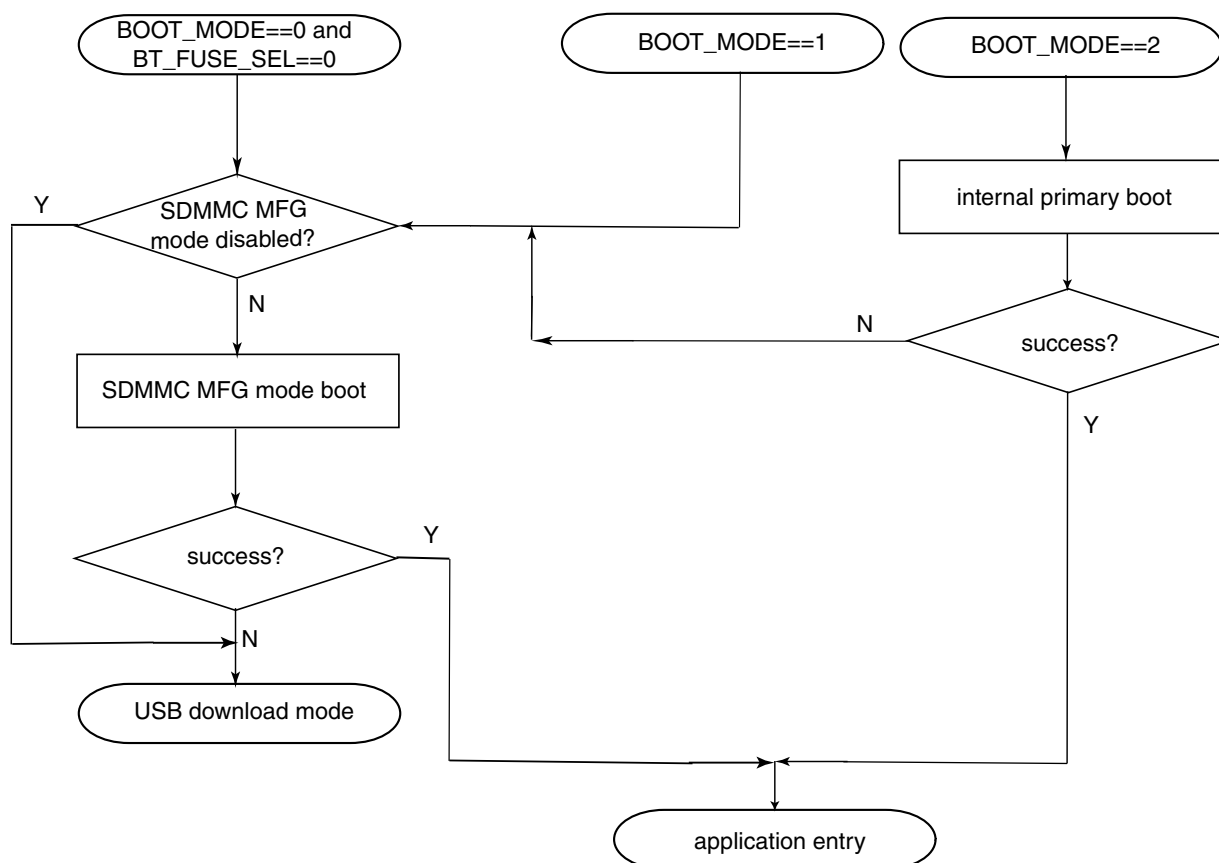 BOOT_MODE==0 and
BT_FUSE_SEL==0
BOOT_MODE==1
BOOT_MODE==2
Y
SDMMC MFG
mode disabled?
internal primary boot
N
N
success?
SDMMC MFG mode boot
Y
Y
success?
N
USB download mode
application entry